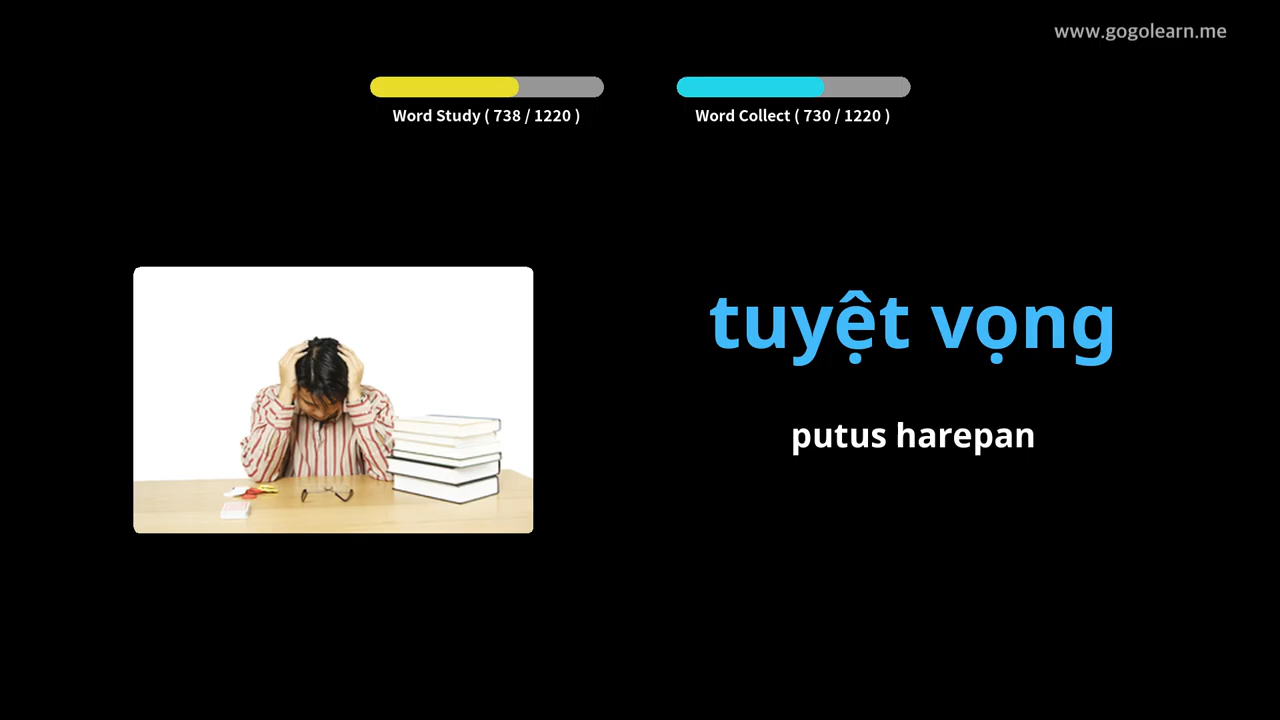 www.gogolearn.me
Word Study ( 738 / 1220 )
Word Collect ( 730 / 1220 )
tuyệt vọng
putus harepan